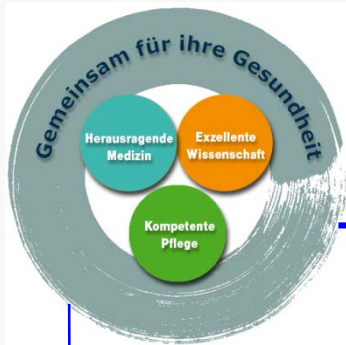 Gemeinsam für ihre Gesundheit
Herausragende
Medizin
Exzellente
Wissenschaft
Kompetente
Pflege